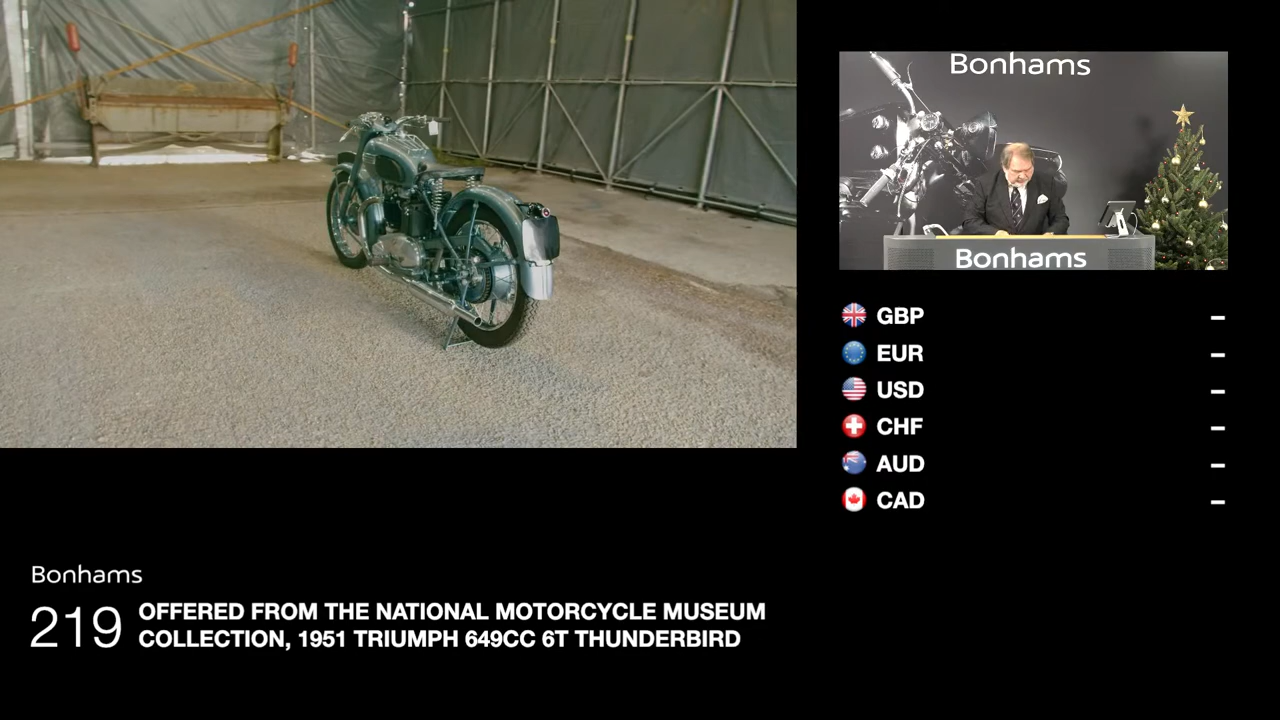 Bonhams
Bonhams
GBP –
EUR –
USD –
CHF –
AUD –
CAD –
Bonhams
219 OFFERED FROM THE NATIONAL MOTORCYCLE MUSEUM
COLLECTION, 1951 TRIUMPH 649CC 6T THUNDERBIRD